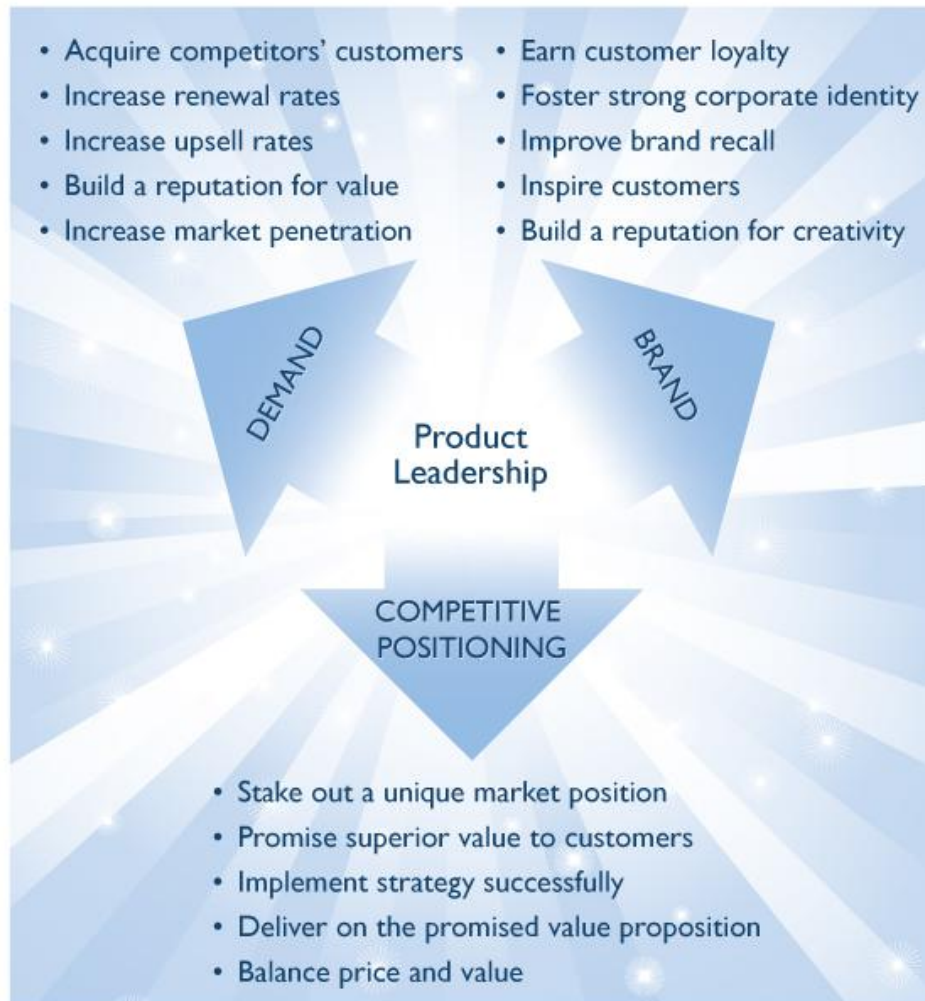 • Acquire competitors' customers
• Increase renewal rates
• Increase upsell rates
• Build a reputation for value
• Increase market penetration
• Earn customer loyalty
• Foster strong corporate identity
• Improve brand recall
• Inspire customers
• Build a reputation for creativity
DEMAND
BRAND
Product
Leadership
COMPETITIVE
POSITIONING
• Stake out a unique market position
• Promise superior value to customers
• Implement strategy successfully
• Deliver on the promised value proposition
• Balance price and value